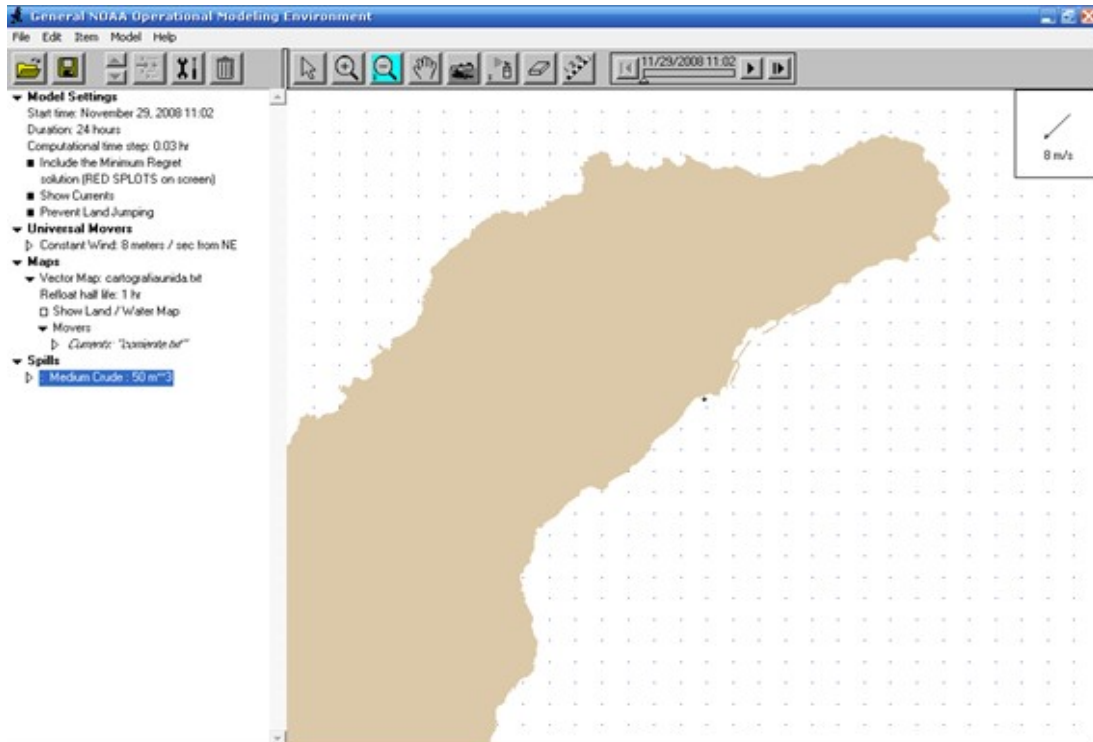 General NOAA Operational Modeling Environment
File Edit Item Model Help
11/29/2008 11:02
Model Settings
Start time: November 29, 2008 11:02
Duration: 24 hours
Computational time step: 0.03 hr
Include the Minimum Regret
solution (RED SPLOTS on screen)
Show Currents
Prevent Land Jumping
Universal Movers
Constant Wind: 8 meters / sec from NE
Maps
Vector Map: cartografiaunida.txt
Refloat half life: 1 hr
Show Land / Water Map
Movers
Currents: "corriente.txt"
Spills
: Medium Crude : 50 m**3
8 m/s